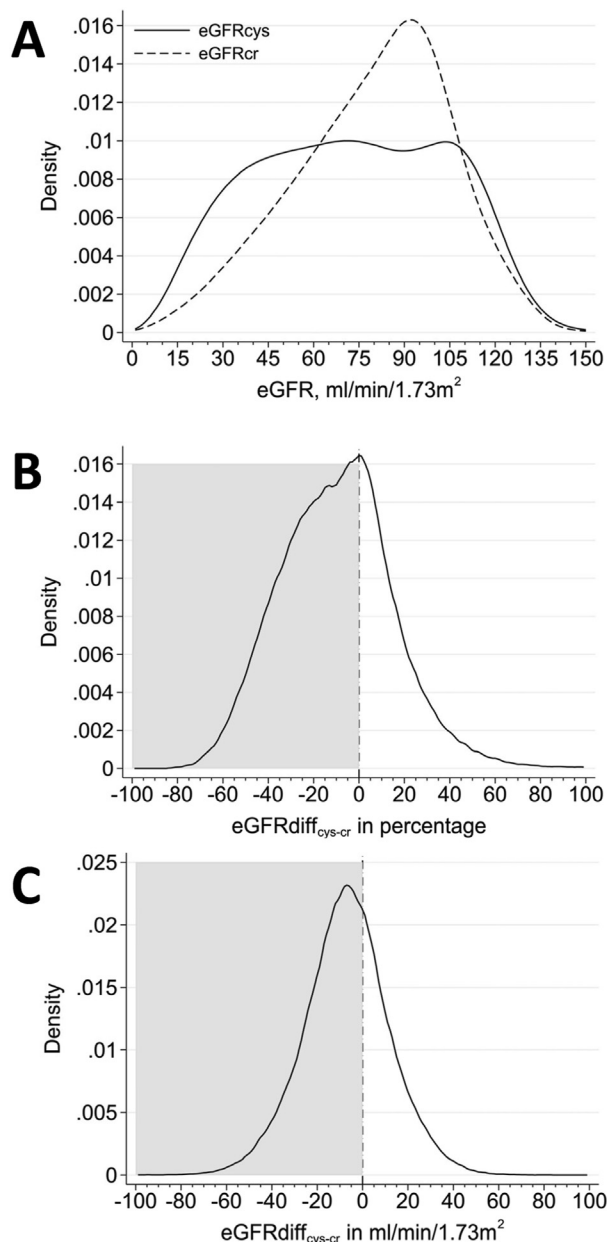 A
eGFRcys
eGFRcr
.016
.014
.012
.01
.008
.006
.004
.002
0
Density
0 15 30 45 60 75 90 105 120 135 150
eGFR, ml/min/1.73m²
B
.016
.014
.012
.01
.008
.006
.004
.002
0
Density
-100 -80 -60 -40 -20 0 20 40 60 80 100
eGFRdiffcys-cr in percentage
C
.025
.02
.015
.01
.005
0
Density
-100 -80 -60 -40 -20 0 20 40 60 80 100
eGFRdiffcys-cr in ml/min/1.73m²